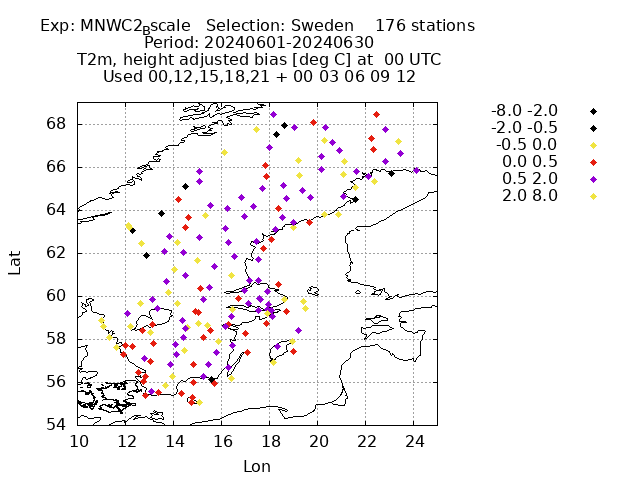 Exp: MNWC2_Bscale Selection: Sweden 176 stations
Period: 20240601-20240630
T2m, height adjusted bias [deg C] at 00 UTC
Used 00,12,15,18,21 + 00 03 06 09 12
-8.0 -2.0
-2.0 -0.5
-0.5 0.0
0.0 0.5
0.5 2.0
2.0 8.0
68
66
64
62
60
58
56
54
Lat
10 12 14 16 18 20 22 24
Lon